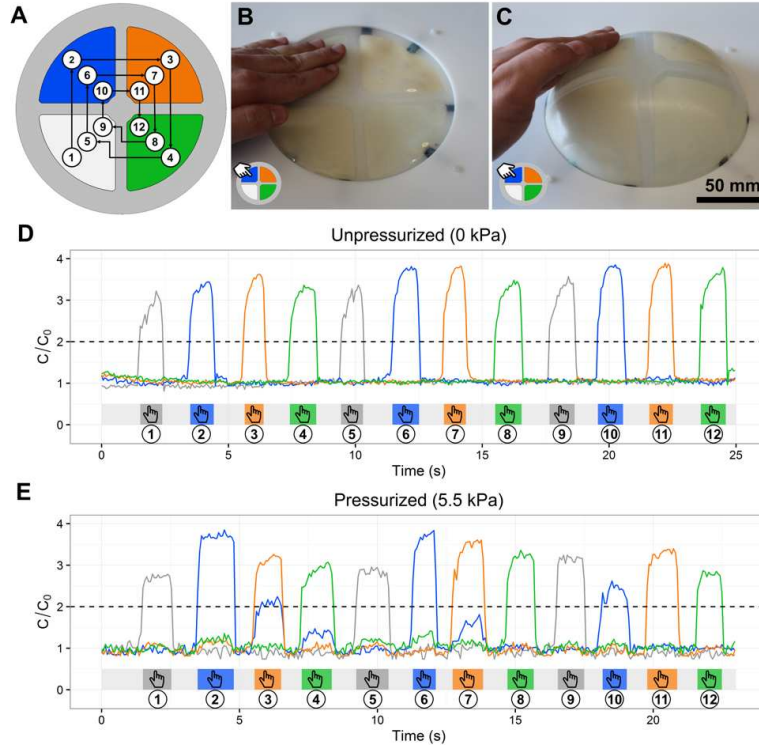 A
B
C
2
3
6
7
10
11
9
12
5
8
1
4
50 mm
D
Unpressurized (0 kPa)
C/C₀
4
3
2
1
0
1 2 3 4 5 6 7 8 9 10 11 12
0 5 10 15 20 25
Time (s)
E
Pressurized (5.5 kPa)
C/C₀
4
3
2
1
0
1 2 3 4 5 6 7 8 9 10 11 12
0 5 10 15 20
Time (s)